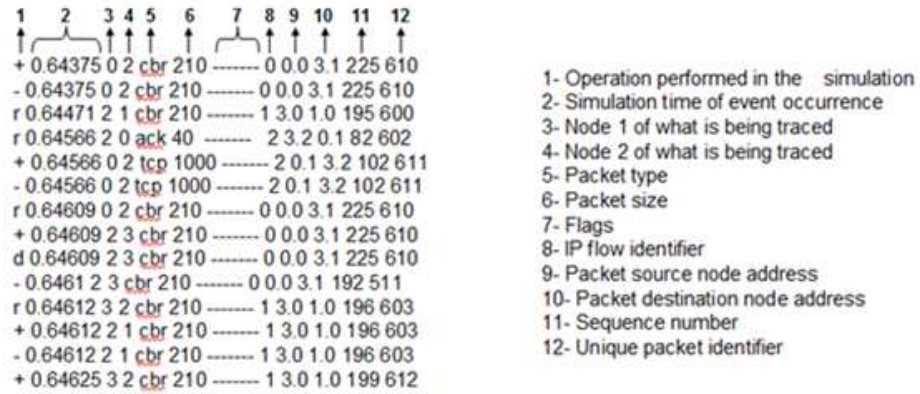 1 2 3 4 5 6 7 8 9 10 11 12
+ 0.64375 0 2 cbr 210 ------- 0 0.0 3.1 225 610
- 0.64375 0 2 cbr 210 ------- 0 0.0 3.1 225 610
r 0.64471 2 1 cbr 210 ------- 1 3.0 1.0 195 600
r 0.64566 2 0 ack 40 ------- 2 3.2 0.1 82 602
+ 0.64566 0 2 tcp 1000 ------- 2 0.1 3.2 102 611
- 0.64566 0 2 tcp 1000 ------- 2 0.1 3.2 102 611
r 0.64609 0 2 cbr 210 ------- 0 0.0 3.1 225 610
+ 0.64609 2 3 cbr 210 ------- 0 0.0 3.1 225 610
d 0.64609 2 3 cbr 210 ------- 0 0.0 3.1 225 610
- 0.6461 2 3 cbr 210 ------- 0 0.0 3.1 192 511
r 0.64612 3 2 cbr 210 ------- 1 3.0 1.0 196 603
+ 0.64612 2 1 cbr 210 ------- 1 3.0 1.0 196 603
- 0.64612 2 1 cbr 210 ------- 1 3.0 1.0 196 603
+ 0.64625 3 2 cbr 210 ------- 1 3.0 1.0 199 612
1- Operation performed in the simulation
2- Simulation time of event occurrence
3- Node 1 of what is being traced
4- Node 2 of what is being traced
5- Packet type
6- Packet size
7- Flags
8- IP flow identifier
9- Packet source node address
10- Packet destination node address
11- Sequence number
12- Unique packet identifier